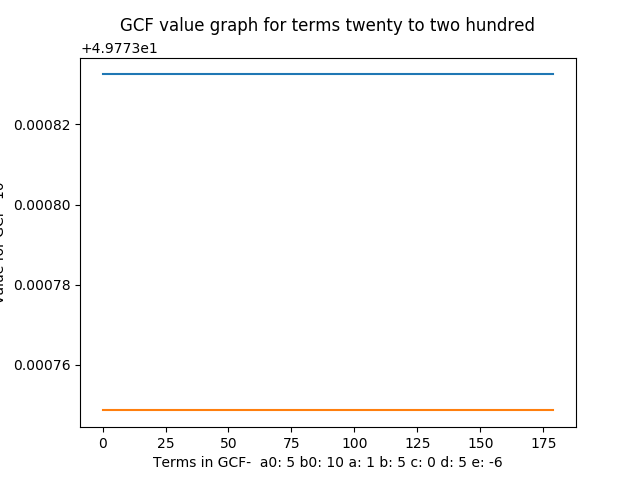 GCF value graph for terms twenty to two hundred
+4.9773e1
0.00082
0.00080
0.00078
0.00076
0 25 50 75 100 125 150 175
Terms in GCF- a0: 5 b0: 10 a: 1 b: 5 c: 0 d: 5 e: -6